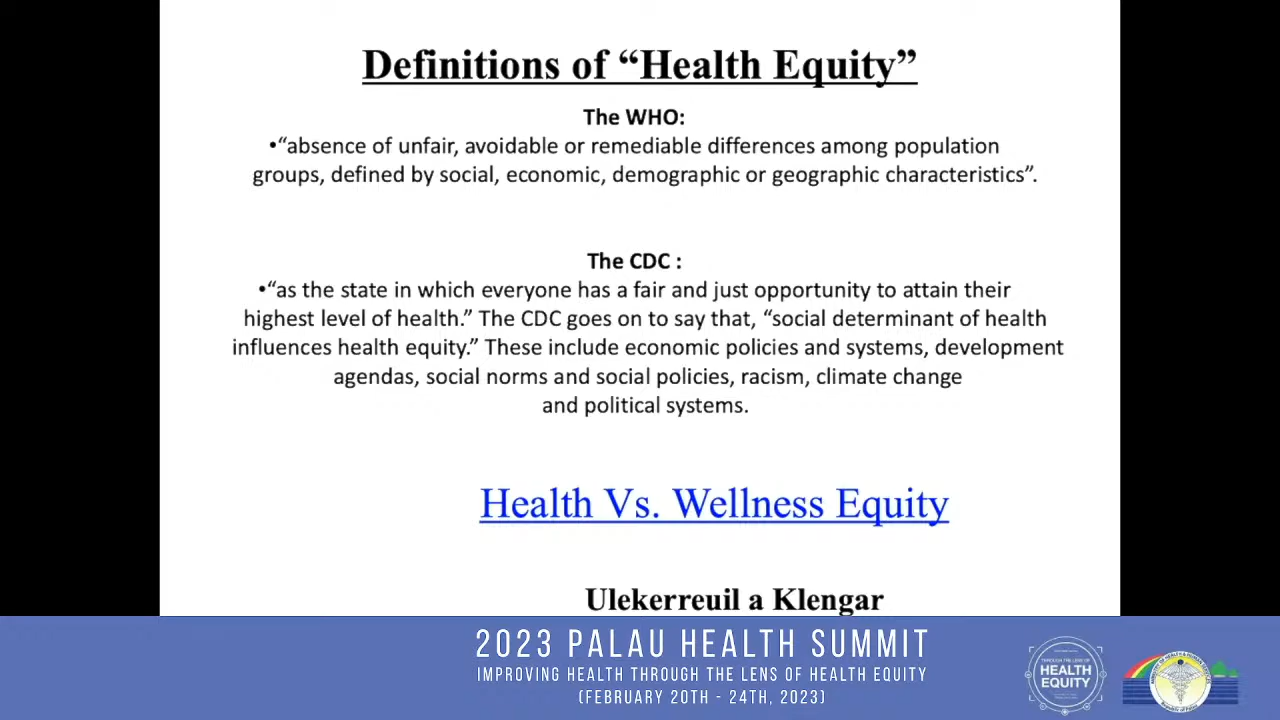 Definitions of “Health Equity”
The WHO:
•“absence of unfair, avoidable or remediable differences among population
groups, defined by social, economic, demographic or geographic characteristics”.
The CDC :
•“as the state in which everyone has a fair and just opportunity to attain their
highest level of health.” The CDC goes on to say that, “social determinant of health
influences health equity.” These include economic policies and systems, development
agendas, social norms and social policies, racism, climate change
and political systems.
Health Vs. Wellness Equity
Ulekerreuil a Klengar
2023 PALAU HEALTH SUMMIT
IMPROVING HEALTH THROUGH THE LENS OF HEALTH EQUITY
(FEBRUARY 20TH - 24TH, 2023)
THROUGH THE LENS OF
HEALTH
EQUITY